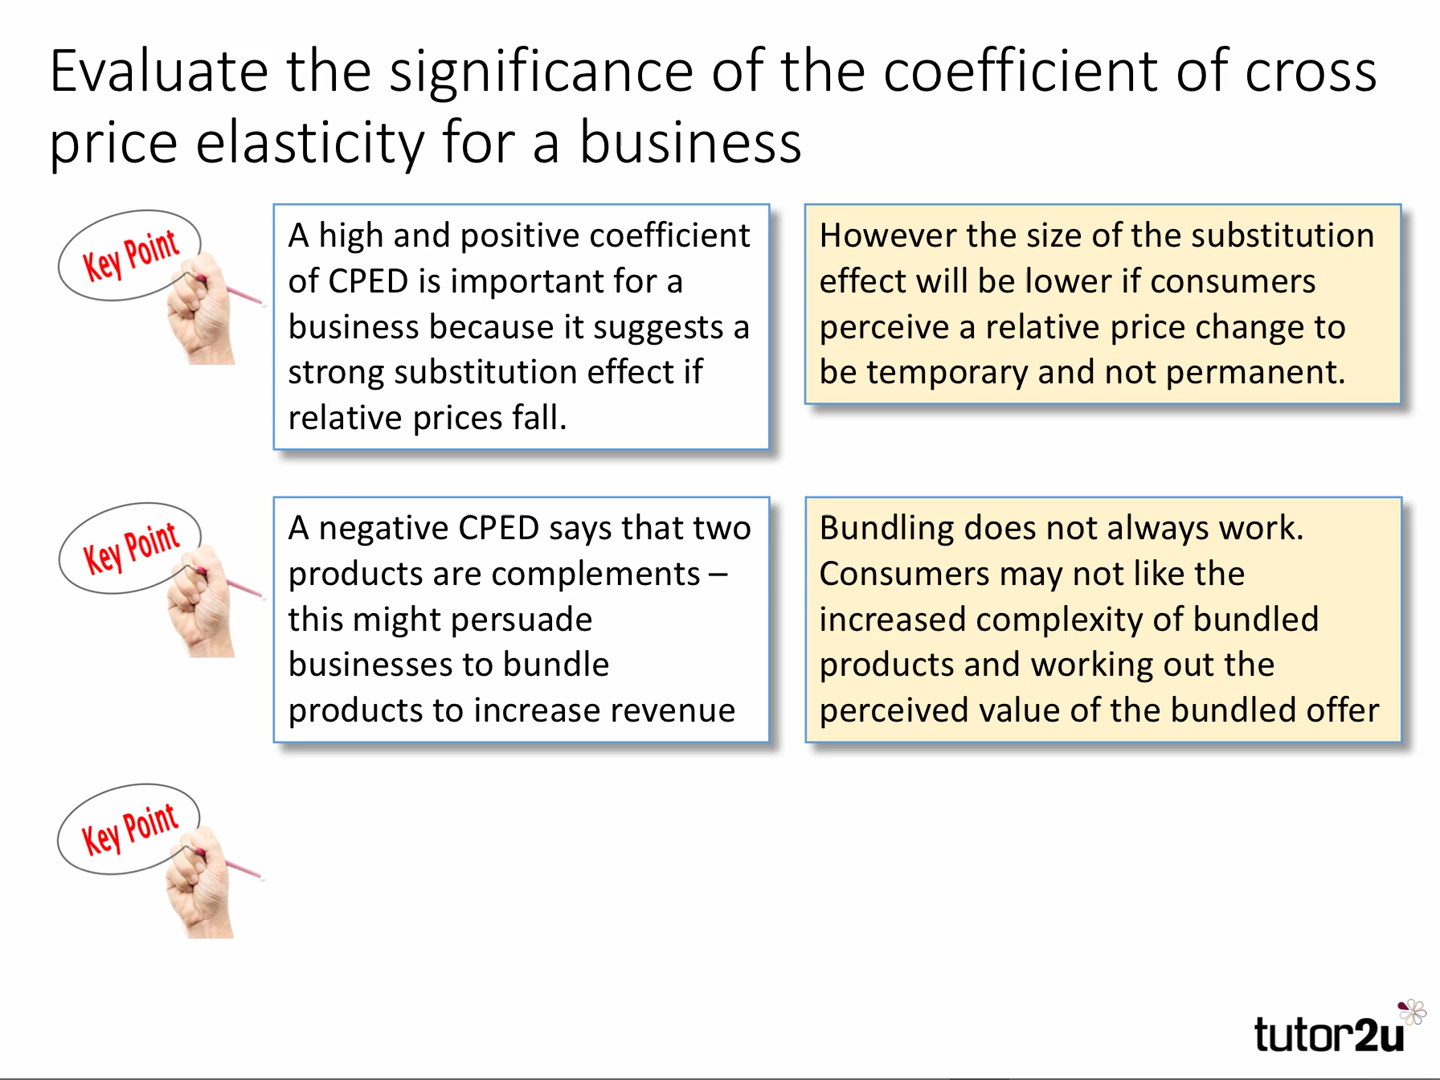 Evaluate the significance of the coefficient of cross
price elasticity for a business
Key Point
A high and positive coefficient
of CPED is important for a
business because it suggests a
strong substitution effect if
relative prices fall.
However the size of the substitution
effect will be lower if consumers
perceive a relative price change to
be temporary and not permanent.
Key Point
A negative CPED says that two
products are complements –
this might persuade
businesses to bundle
products to increase revenue
Bundling does not always work.
Consumers may not like the
increased complexity of bundled
products and working out the
perceived value of the bundled offer
Key Point
tutor2u